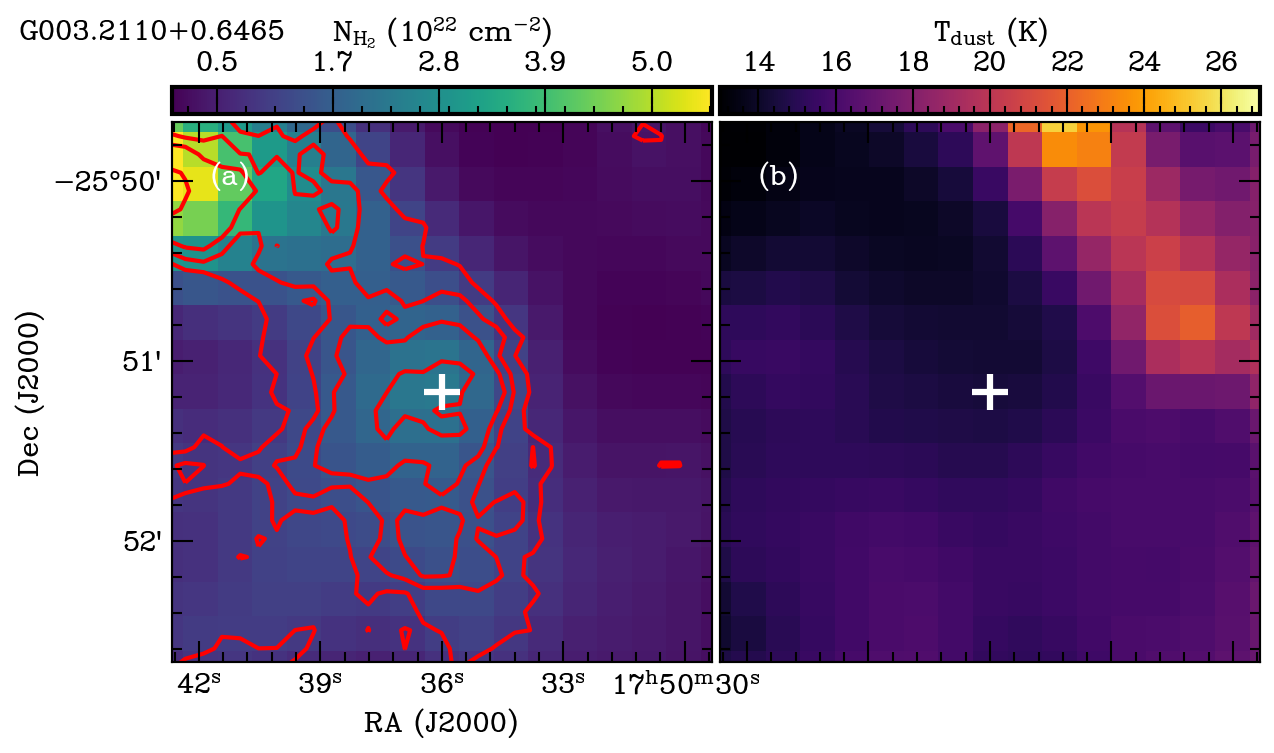 G003.2110+0.6465 N_H₂ (10²² cm⁻²) T_dust (K)
0.5 1.7 2.8 3.9 5.0 14 16 18 20 22 24 26
(a) (b)
−25°50'
51'
52'
Dec (J2000)
42ˢ 39ˢ 36ˢ 33ˢ 17ʰ50ᵐ30ˢ
RA (J2000)